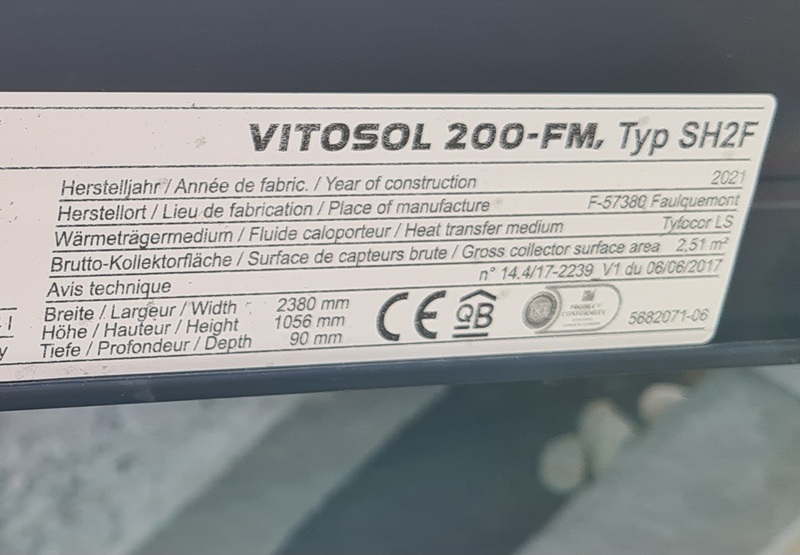 VITOSOL 200-FM, Typ SH2F
Herstelljahr / Année de fabric. / Year of construction 2021
Herstellort / Lieu de fabrication / Place of manufacture F-57380 Faulquemont
Wärmeträgermedium / Fluide caloporteur / Heat transfer medium Tyfocor LS
Brutto-Kollektorfläche / Surface de capteurs brute / Gross collector surface area 2,51 m²
Avis technique n° 14.4/17-2239 V1 du 06/06/2017
Breite / Largeur / Width 2380 mm
Höhe / Hauteur / Height 1056 mm
Tiefe / Profondeur / Depth 90 mm
CE QB
5682071-06